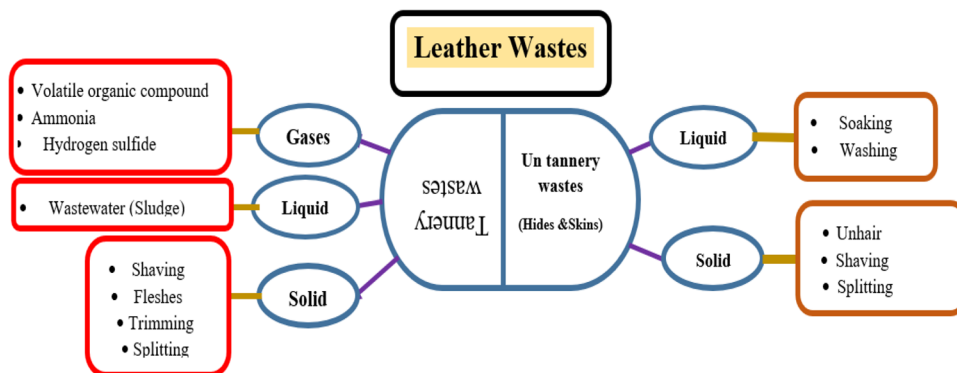 Leather Wastes
• Volatile organic compound
• Ammonia
• Hydrogen sulfide
Gases
• Wastewater (Sludge)
Liquid
• Shaving
• Fleshes
• Trimming
• Splitting
Solid
Tannery
wastes
Un tannery
wastes
(Hides &Skins)
Liquid
• Soaking
• Washing
Solid
• Unhair
• Shaving
• Splitting